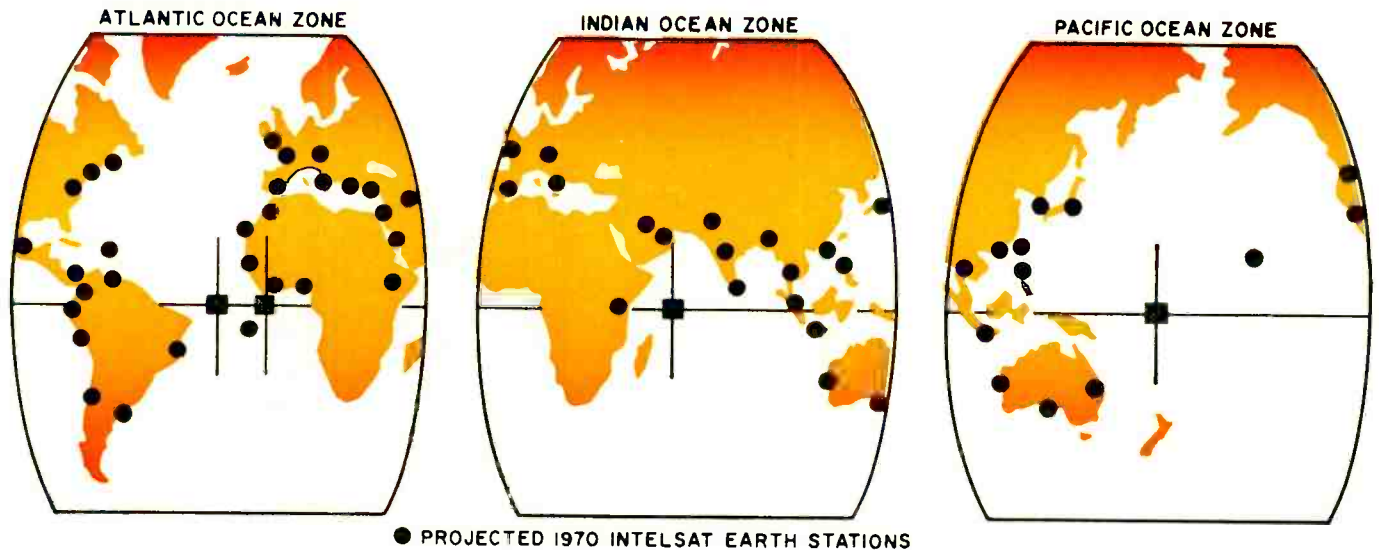 ATLANTIC OCEAN ZONE
INDIAN OCEAN ZONE
PACIFIC OCEAN ZONE
PROJECTED 1970 INTELSAT EARTH STATIONS